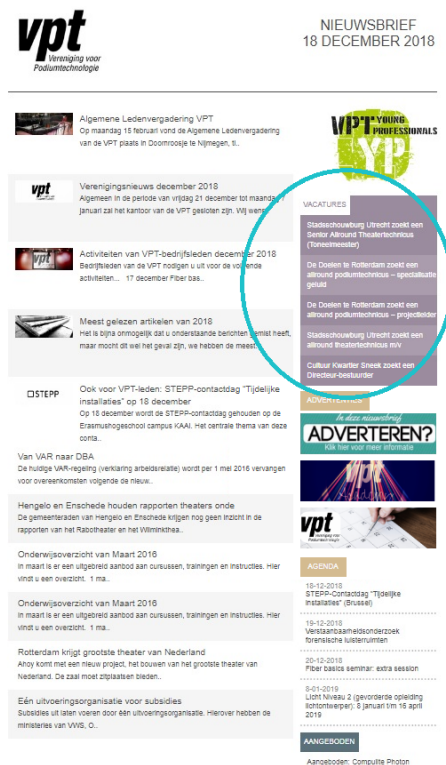 vpt
Vereniging voor
Podiumtechnologie
NIEUWSBRIEF
18 DECEMBER 2018
Algemene Ledenvergadering VPT
Op maandag 15 februari vond de Algemene Ledenvergadering
van de VPT plaats in Doornroosje te Nijmegen, ti..
vpt
Verenigingsnieuws december 2018
Algemeen In de periode van vrijdag 21 december tot maandag 7
januari zal het kantoor van de VPT gesloten zijn. Wij wens
vpt
Activiteiten van VPT-bedrijfsleden december 2018
Bedrijfsleden van de VPT nodigen u uit voor de volgende
activiteiten... 17 december Fiber bas..
Meest gelezen artikelen van 2018
Het is bijna onmogelijk dat u onderstaande berichten gemist heeft,
maar mocht dit wel het geval zijn, we hebben de meest
STEPP
Ook voor VPT-leden: STEPP-contactdag "Tijdelijke
installaties" op 18 december
Op 18 december wordt de STEPP-contactdag gehouden op de
Erasmushogeschool campus KAAI. Het centrale thema van deze
conta..
Van VAR naar DBA
De huidige VAR-regeling (verklaring arbeidsrelatie) wordt per 1 mei 2016 vervangen
voor overeenkomsten volgende de nieuw..
Hengelo en Enschede houden rapporten theaters onde
De gemeenteraden van Hengelo en Enschede krijgen nog geen inzicht in de
rapporten van het Rabotheater en het Wilminkthea..
Onderwijsoverzicht van Maart 2016
In maart is er een uitgebreid aanbod aan cursussen, trainingen en instructies. Hier
vindt u een overzicht. 1 ma..
Onderwijsoverzicht van Maart 2016
In maart is er een uitgebreid aanbod aan cursussen, trainingen en instructies. Hier
vindt u een overzicht. 1 ma..
Rotterdam krijgt grootste theater van Nederland
Ahoy komt met een nieuw project, het bouwen van het grootste theater van
Nederland. De zaal moet zitplaatsen bieden..
Eén uitvoeringsorganisatie voor subsidies
Subsidies uit laten voeren door één uitvoeringsorganisatie. Hierover hebben de
ministeries van VWS, O..
VPT YOUNG
PROFESSIONALS
YP
VACATURES
Stadsschouwburg Utrecht zoekt een
Senior Allround Theatertechnicus
(Toneelmeester)
De Doelen te Rotterdam zoekt een
allround podiumtechnicus – specialisatie
geluid
De Doelen te Rotterdam zoekt een
allround podiumtechnicus – projectleider
Stadsschouwburg Utrecht zoekt een
allround theatertechnicus m/v
Cultuur Kwartier Sneek zoekt een
Directeur-bestuurder
ADVERTENTIES
In deze nieuwsbrief
ADVERTEREN?
Klik hier voor meer informatie
vpt
vpt
Vereniging voor
Podiumtechnologie
AGENDA
18-12-2018
STEPP-Contactdag "Tijdelijke
Installaties" (Brussel)
19-12-2018
Verstaanbaarheidsonderzoek
forensische luisterruimten
20-12-2018
Fiber basics seminar: extra session
8-01-2019
Licht Niveau 2 (gevorderde opleiding
lichtontwerper): 8 januari t/m 16 april
2019
AANGEBODEN
Aangeboden: Compulite Photon